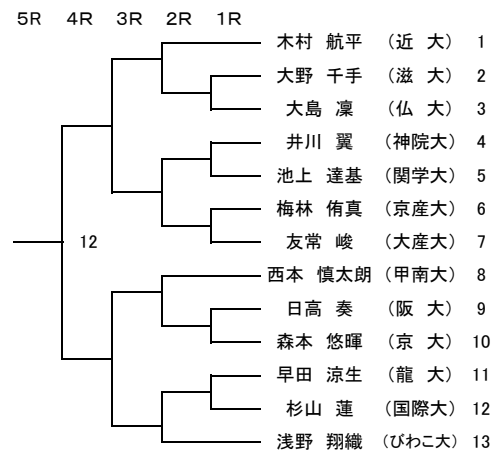 5R 4R 3R 2R 1R
木村 航平 (近 大) 1
大野 千手 (滋 大) 2
大島 凜 (仏 大) 3
井川 翼 (神院大) 4
池上 達基 (関学大) 5
梅林 侑真 (京産大) 6
友常 峻 (大産大) 7
12
西本 慎太朗 (甲南大) 8
日高 奏 (阪 大) 9
森本 悠暉 (京 大) 10
早田 涼生 (龍 大) 11
杉山 蓮 (国際大) 12
浅野 翔織 (びわこ大) 13